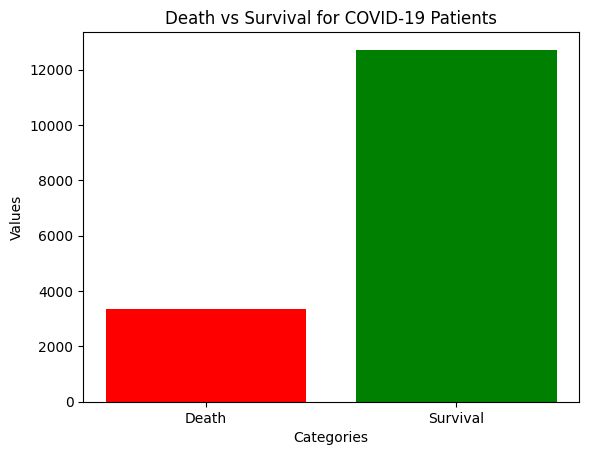 Death vs Survival for COVID-19 Patients
12000
10000
8000
6000
4000
2000
0
Values
Death Survival
Categories